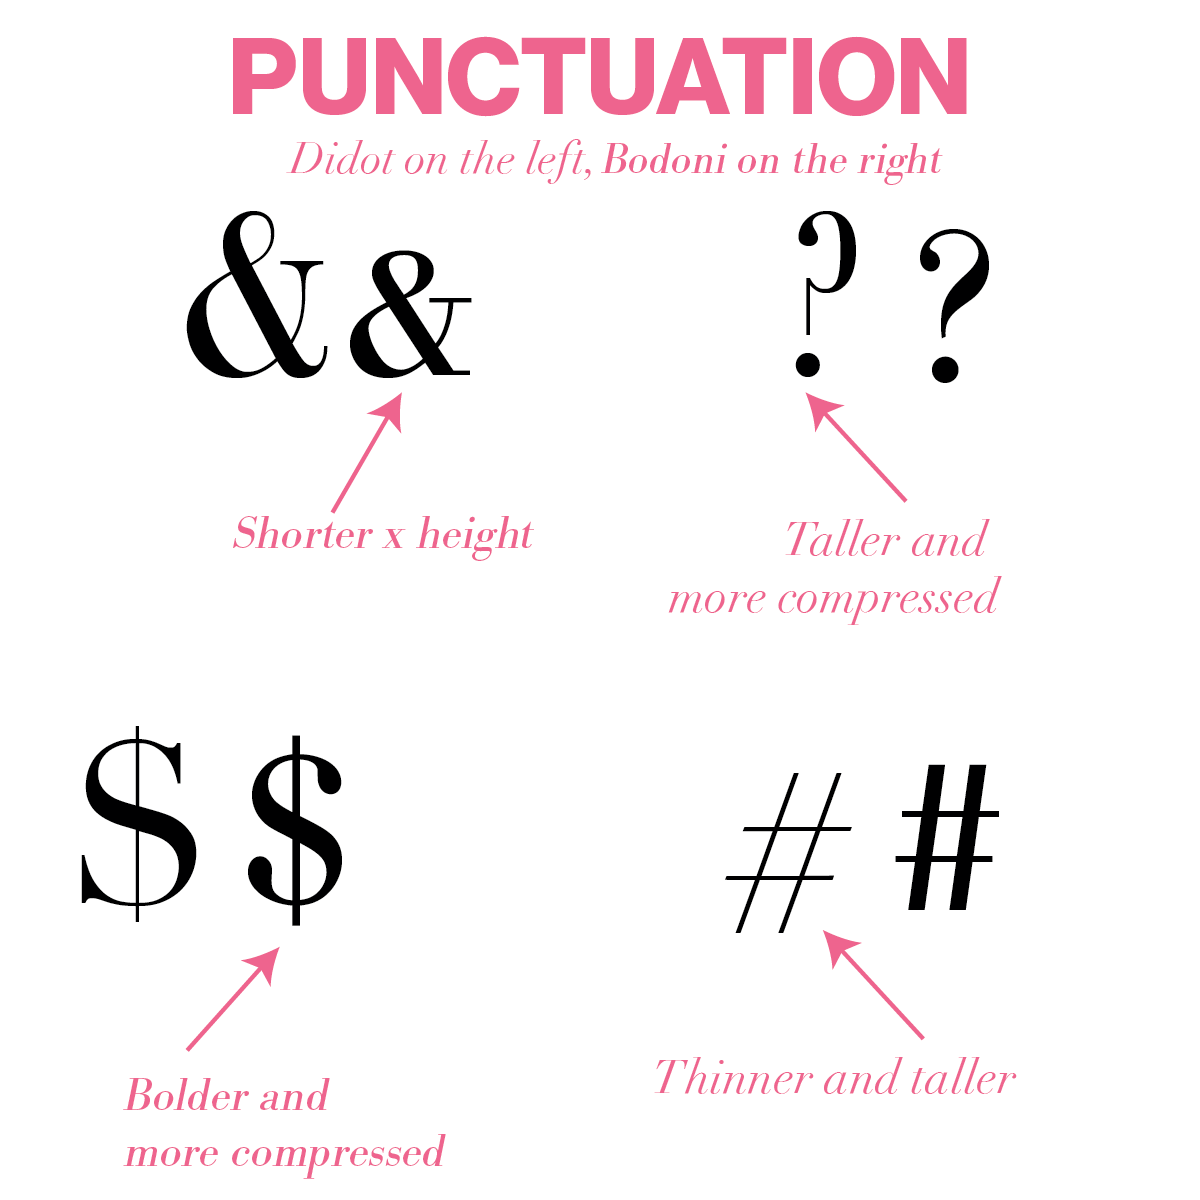 PUNCTUATION
Didot on the left, Bodoni on the right
& & ? ?
Shorter x height
Taller and
more compressed
$ $ # #
Bolder and
more compressed
Thinner and taller